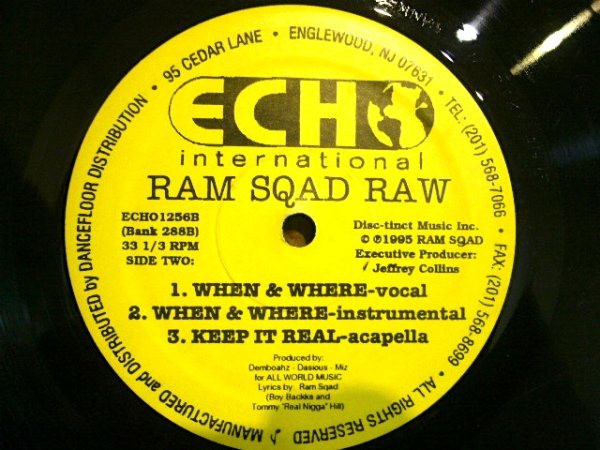 MANUFACTURED and DISTRIBUTED by DANCEFLOOR DISTRIBUTION • 95 CEDAR LANE • ENGLEWOOD, NJ 07631 • TEL: (201) 568-7066 • FAX: (201) 568-8699 • ALL RIGHTS RESERVED
ECHO
international
RAM SQAD RAW
ECHO1256B
(Bank 288B)
33 1/3 RPM
SIDE TWO:
Disc-tinct Music Inc.
© ℗1995 RAM SQAD
Executive Producer:
Jeffrey Collins
1. WHEN & WHERE-vocal
2. WHEN & WHERE-instrumental
3. KEEP IT REAL-acapella
Produced by:
Demboahz - Dasious - Miz
for ALL WORLD MUSIC
Lyrics by: Ram Sqad
(Boy Backks and
Tommy "Real Nigga" Hill)